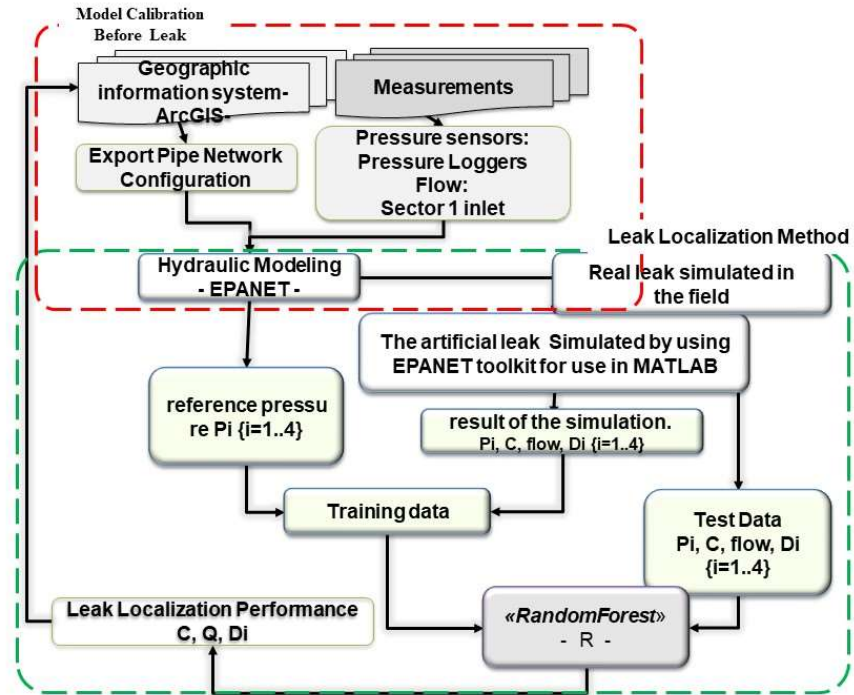 Model Calibration
Before Leak
Geographic
information system-
ArcGIS-
Measurements
Export Pipe Network
Configuration
Pressure sensors:
Pressure Loggers
Flow:
Sector 1 inlet
Leak Localization Method
Hydraulic Modeling
- EPANET -
Real leak simulated in
the field
The artificial leak Simulated by using
EPANET toolkit for use in MATLAB
reference pressu
re Pi {i=1..4}
result of the simulation.
Pi, C, flow, Di {i=1..4}
Training data
Test Data
Pi, C, flow, Di
{i=1..4}
Leak Localization Performance
C, Q, Di
«RandomForest»
- R -